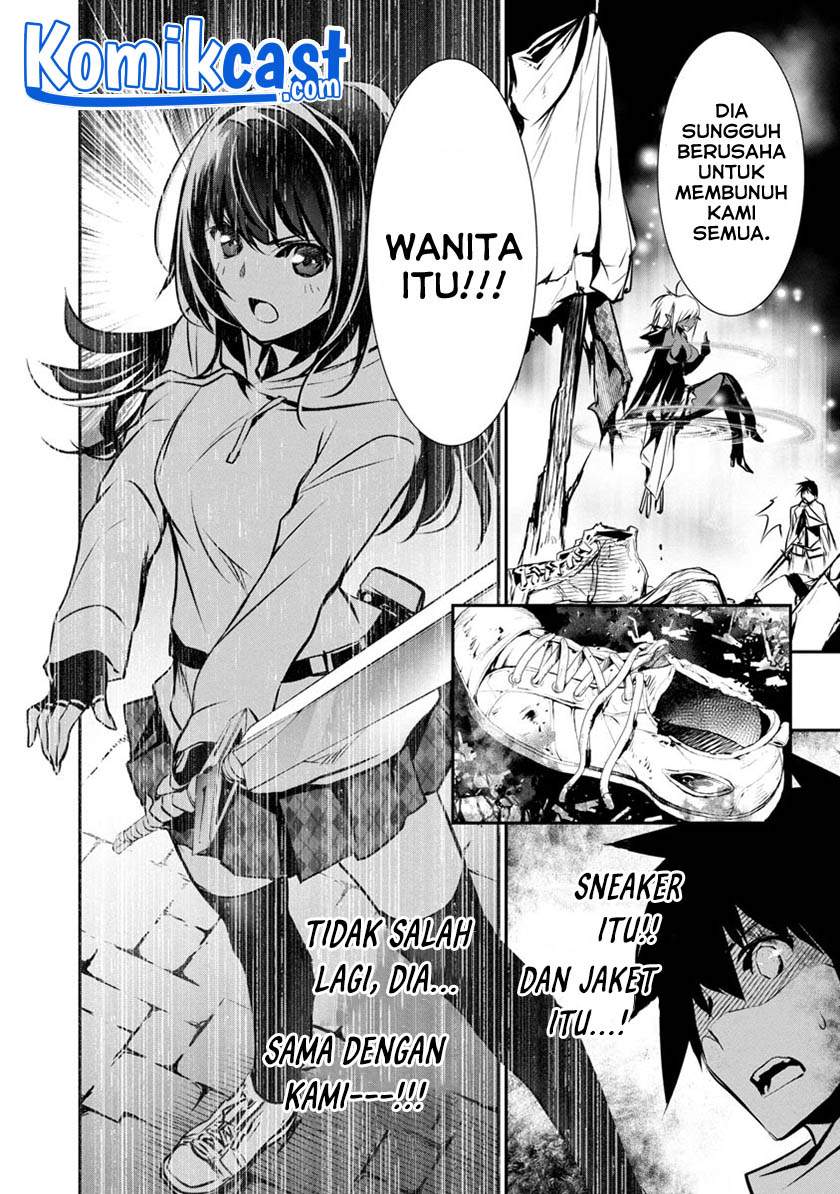 Komikcast
.com
DIA
SUNGGUH
BERUSAHA
UNTUK
MEMBUNUH
KAMI
SEMUA.
WANITA
ITU!!!
SNEAKER
ITU!!
DAN JAKET
ITU...!
TIDAK SALAH
LAGI, DIA...
SAMA DENGAN
KAMI---!!!